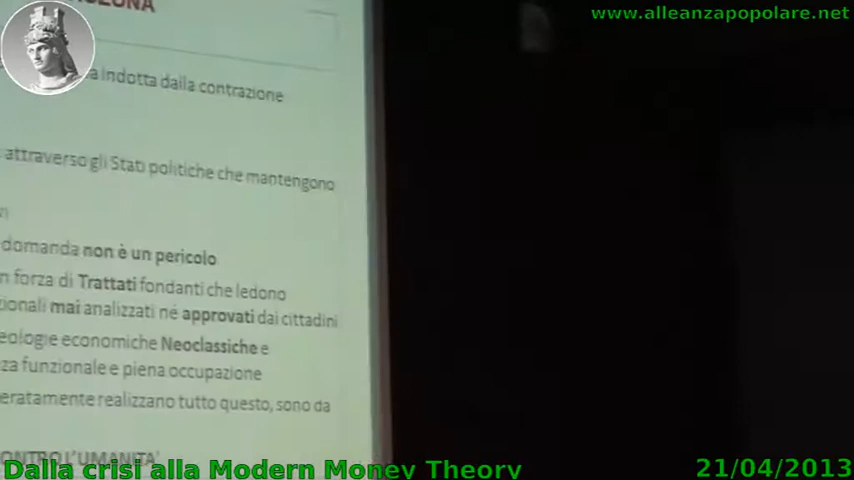 www.alleanzapopolare.net
a indotta dalla contrazione
attraverso gli Stati politiche che mantengono
domanda non è un pericolo
n forza di Trattati fondanti che ledono
zionali mai analizzati né approvati dai cittadini
eologie economiche Neoclassiche e
za funzionale e piena occupazione
eratamente realizzano tutto questo, sono da
ONTRO L'UMANITA'
Dalla crisi alla Modern Money Theory
21/04/2013